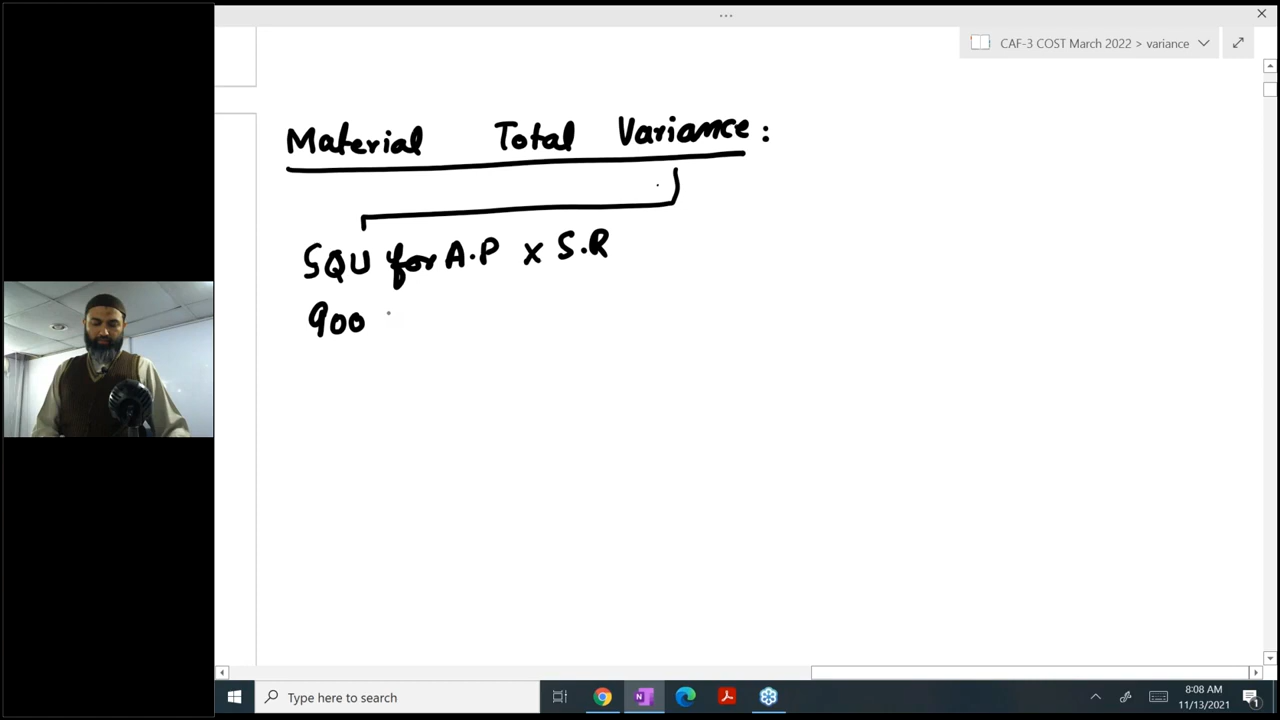 CAF-3 COST March 2022 > variance
Material Total Variance :
SQU for A.P x S.R
900
Type here to search
8:08 AM
11/13/2021
1